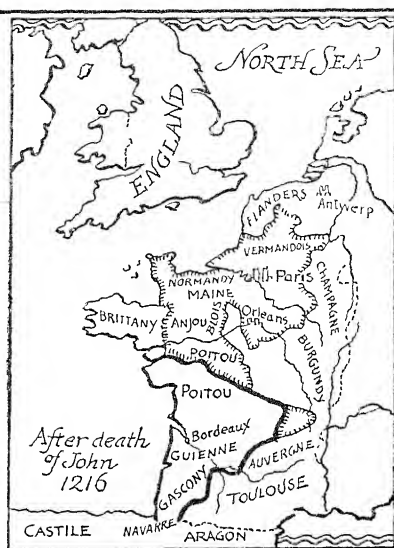 NORTH SEA
ENGLAND
FLANDERS
Antwerp
VERMANDOIS
NORMANDY
Paris
CHAMPAGNE
MAINE
BRITTANY
ANJOU
BLOIS
Orleans
POITOU
BURGUNDY
POITOU
Bordeaux
GUIENNE
AUVERGNE
GASCONY
TOULOUSE
After death
of John
1216
CASTILE
NAVARRE
ARAGON